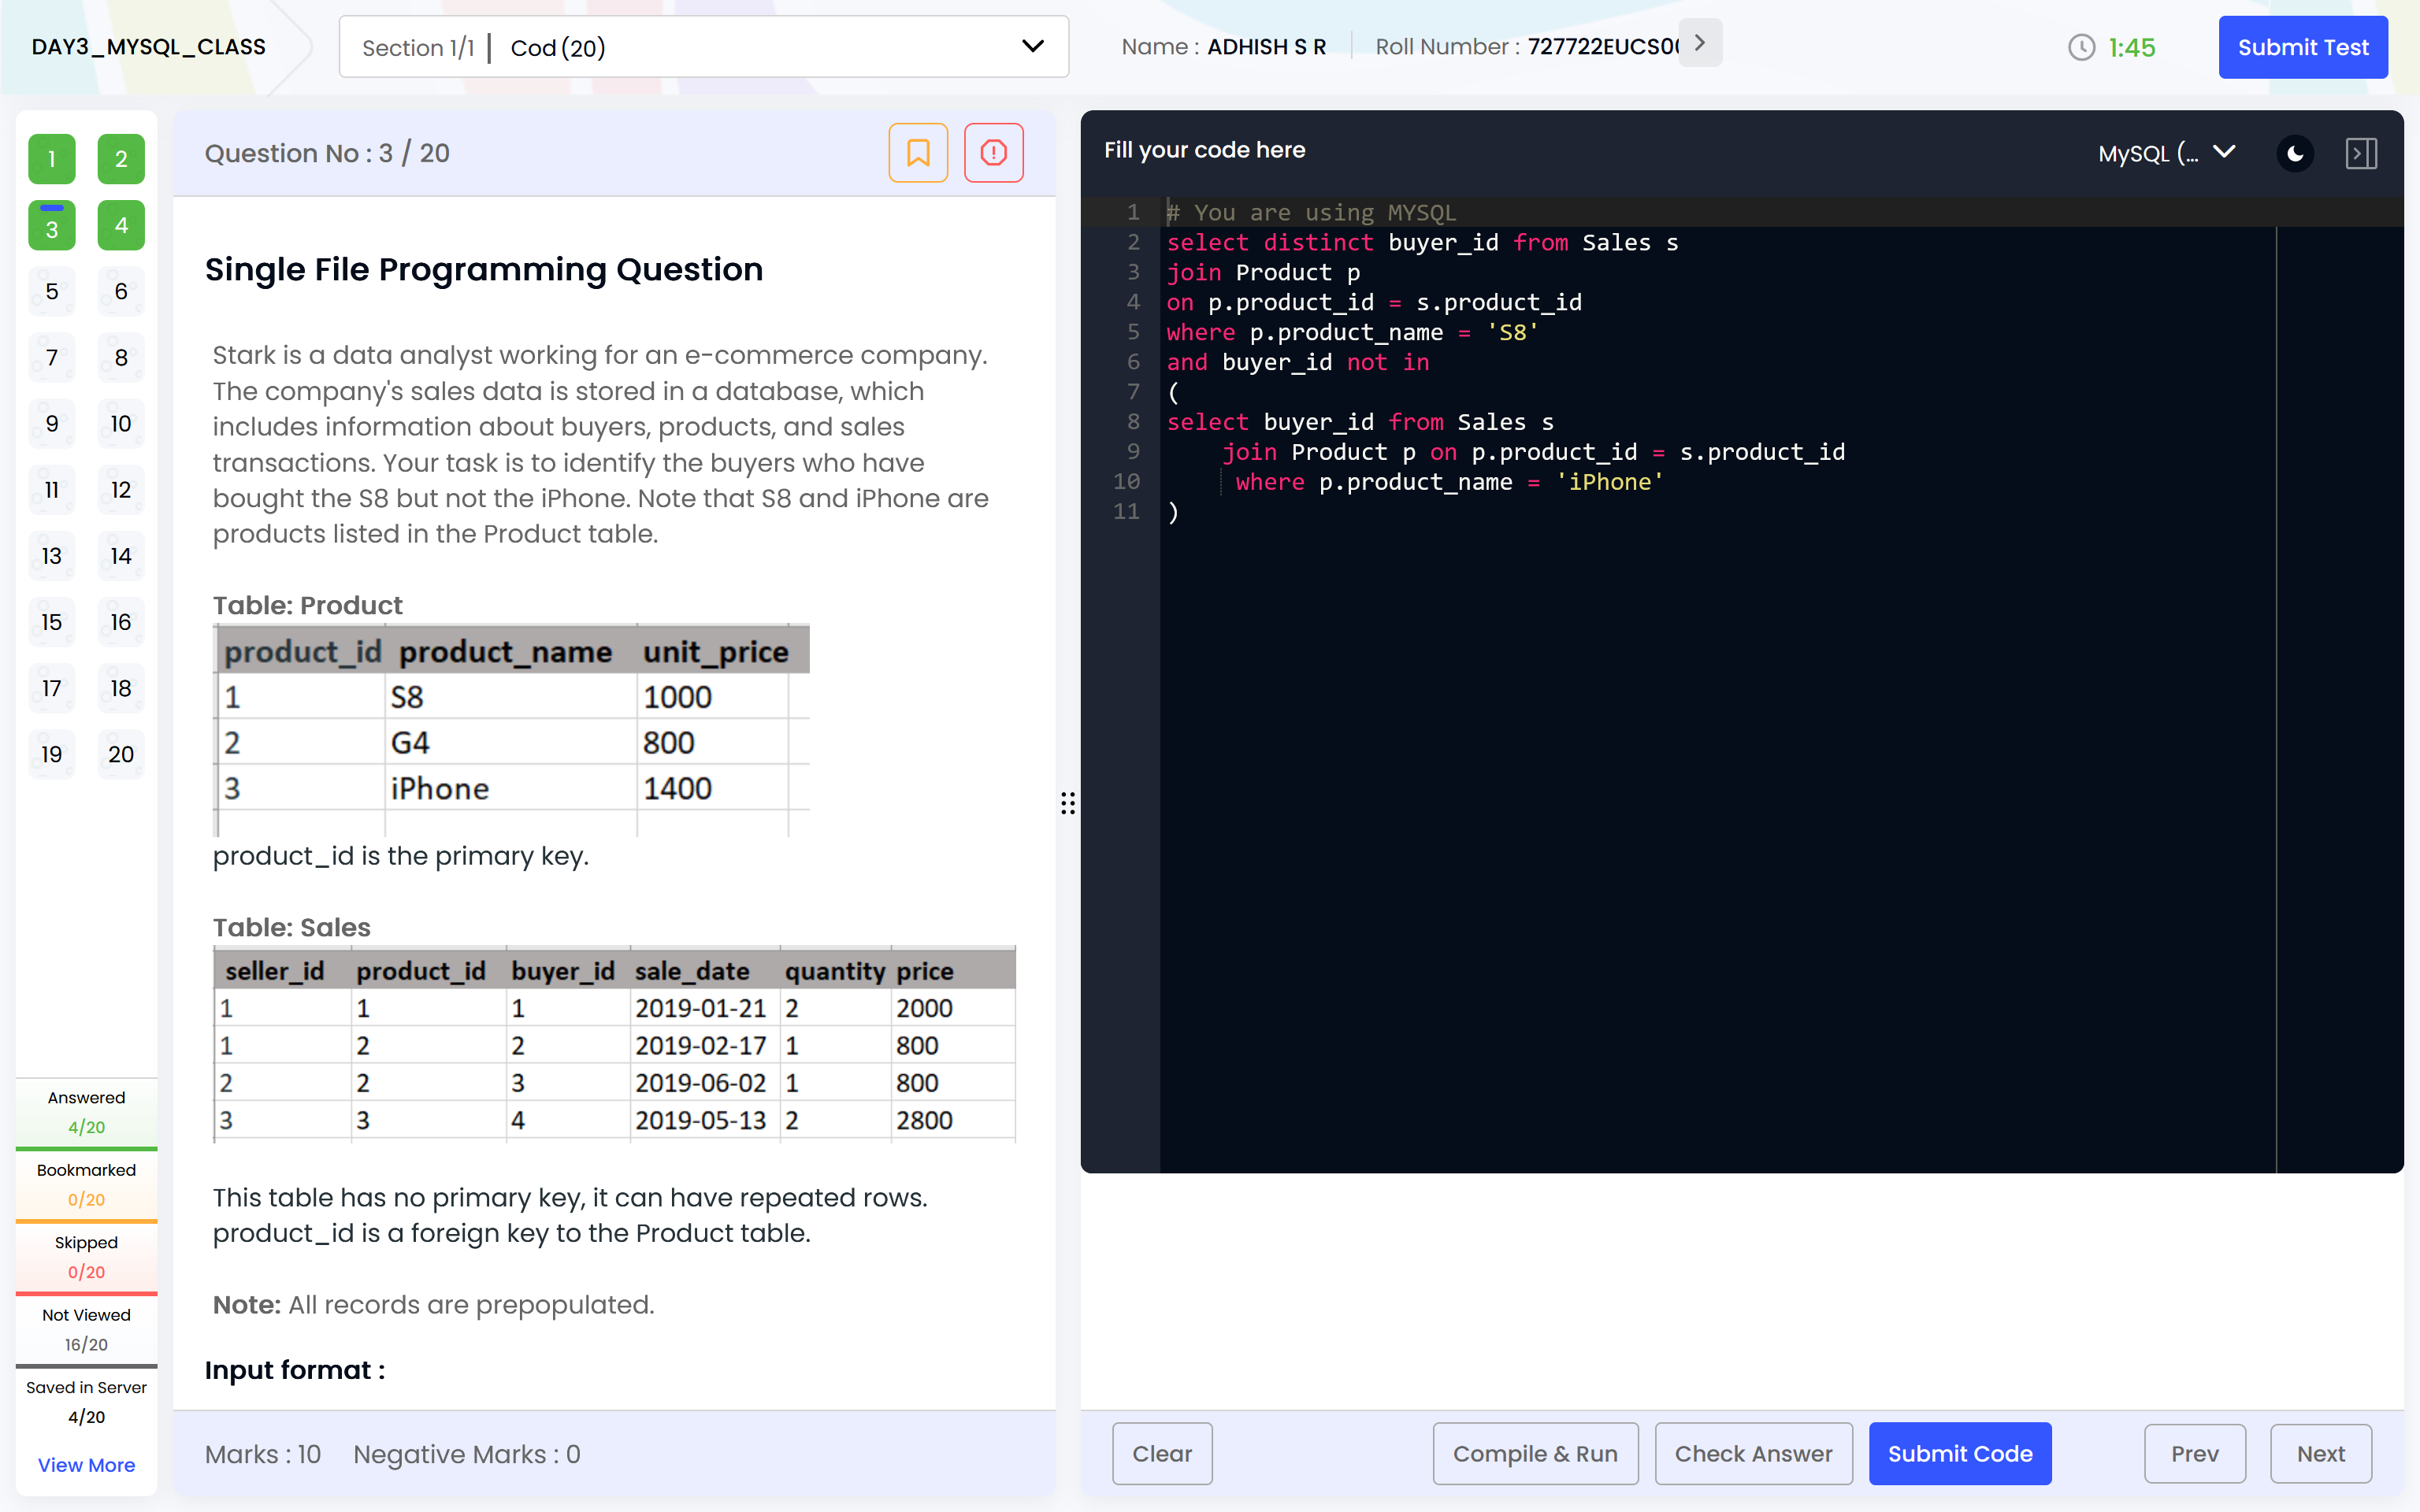 DAY3_MYSQL_CLASS
Section 1/1 | Cod (20)
Name : ADHISH S R
Roll Number :
1:45
Submit Test
1 2
3 4
5 6
7 8
9 10
11 12
13 14
15 16
17 18
19 20
Answered
4/20
Bookmarked
0/20
Skipped
0/20
Not Viewed
16/20
Saved in Server
4/20
View More
Question No : 3 / 20
Single File Programming Question
Stark is a data analyst working for an e-commerce company.
The company's sales data is stored in a database, which
includes information about buyers, products, and sales
transactions. Your task is to identify the buyers who have
bought the S8 but not the iPhone. Note that S8 and iPhone are
products listed in the Product table.
Table: Product
product_id product_name unit_price
1 S8 1000
2 G4 800
3 iPhone 1400
product_id is the primary key.
Table: Sales
seller_id product_id buyer_id sale_date quantity price
1 1 1 2019-01-21 2 2000
1 2 2 2019-02-17 1 800
2 2 3 2019-06-02 1 800
3 3 4 2019-05-13 2 2800
This table has no primary key, it can have repeated rows.
product_id is a foreign key to the Product table.
Note: All records are prepopulated.
Input format :
Marks : 10 Negative Marks : 0
Fill your code here
MySQL (...
1 # You are using MYSQL
2 select distinct buyer_id from Sales s
3 join Product p
4 on p.product_id = s.product_id
5 where p.product_name = 'S8'
6 and buyer_id not in
7 (
8 select buyer_id from Sales s
9 join Product p on p.product_id = s.product_id
10 where p.product_name = 'iPhone'
11 )
Clear
Compile & Run
Check Answer
Submit Code
Prev
Next